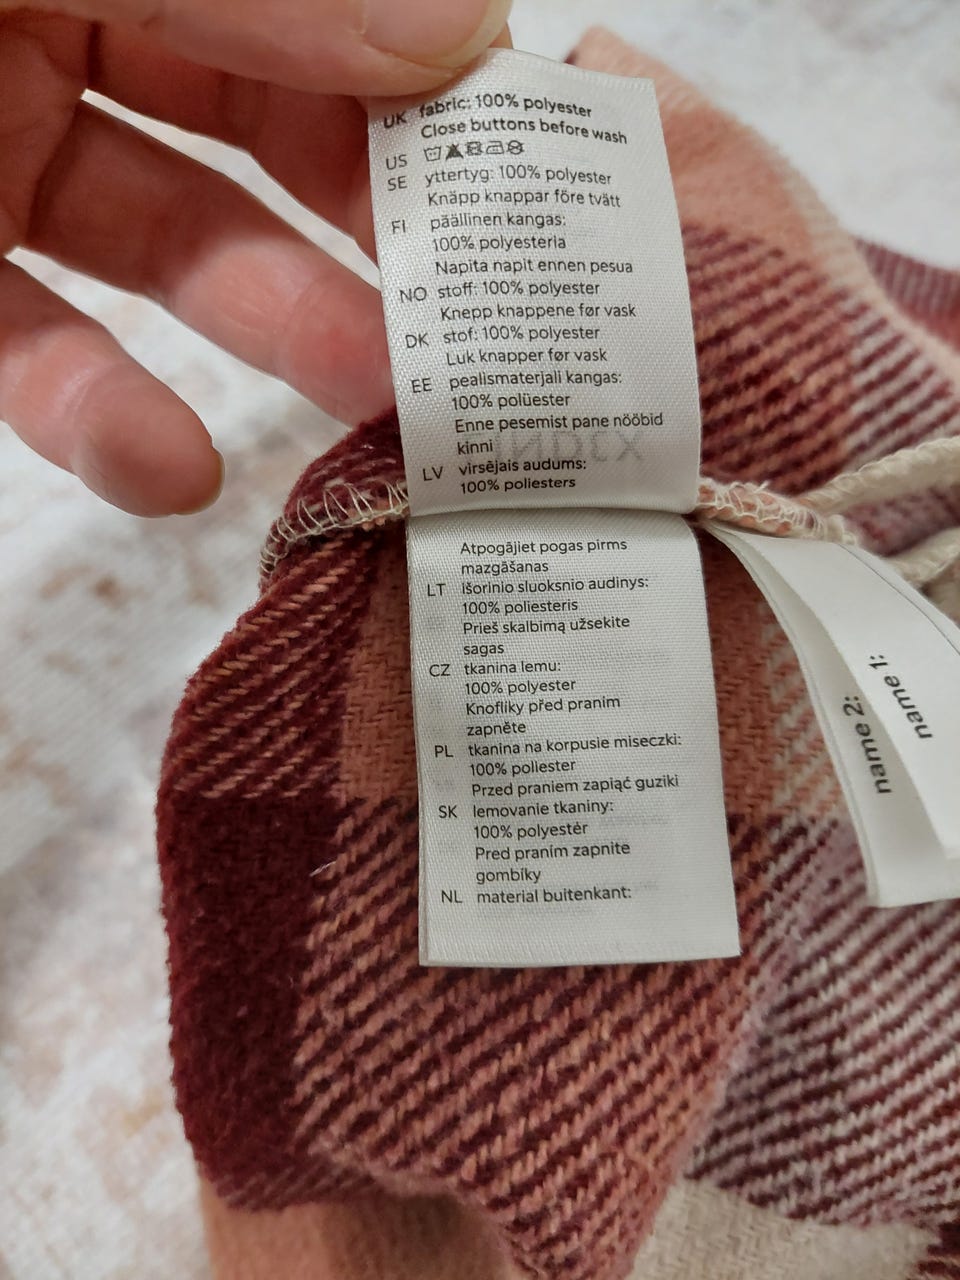 UK fabric: 100% polyester
Close buttons before wash
US
SE yttertyg: 100% polyester
Knäpp knappar före tvätt
FI päällinen kangas:
100% polyesteria
Napita napit ennen pesua
NO stoff: 100% polyester
Knepp knappene før vask
DK stof: 100% polyester
Luk knapper før vask
EE pealismaterjali kangas:
100% polüester
Enne pesemist pane nööbid
kinni
LV virsējais audums:
100% poliesters
Atpogājiet pogas pirms
mazgāšanas
LT išorinio sluoksnio audinys:
100% poliesteris
Prieš skalbimą užsekite
sagas
CZ tkanina lemu:
100% polyester
Knoflíky před praním
zapněte
PL tkanina na korpusie miseczki:
100% poliester
Przed praniem zapiąć guziki
SK lemovanie tkaniny:
100% polyestér
Pred praním zapnite
gombíky
NL material buitenkant:
name 1:
name 2: